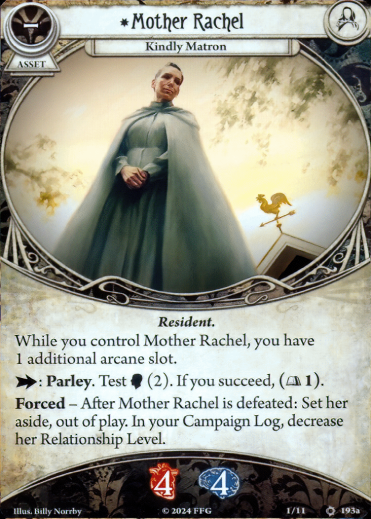 Mother Rachel
Kindly Matron
ASSET
Resident.
While you control Mother Rachel, you have
1 additional arcane slot.
: Parley. Test (2). If you succeed, ( 1).
Forced – After Mother Rachel is defeated: Set her
aside, out of play. In your Campaign Log, decrease
her Relationship Level.
4 4
Illus. Billy Norrby © 2024 FFG 1/11 193a